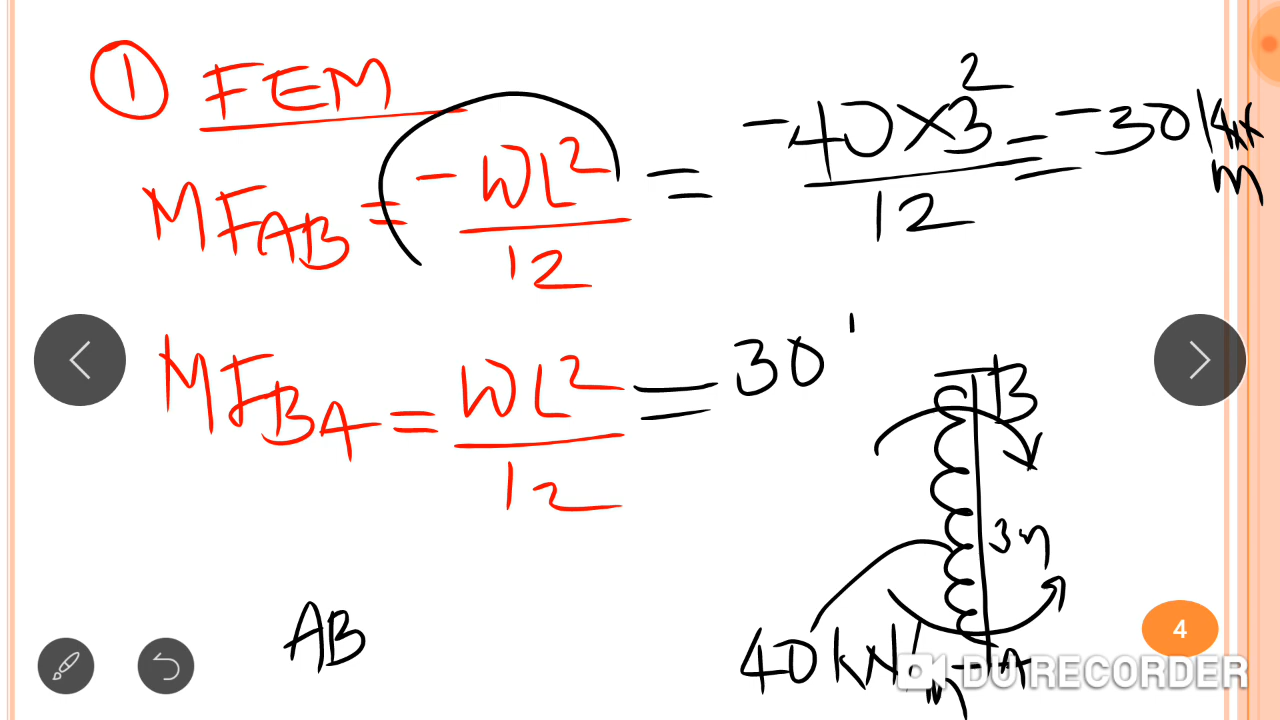 ① FEM
MFAB = -WL²/12 = -40×3²/12 = -30 kN
m
MFBA = WL²/12 = 30
B
3m
AB
40 kN/m
A
4
DU RECORDER